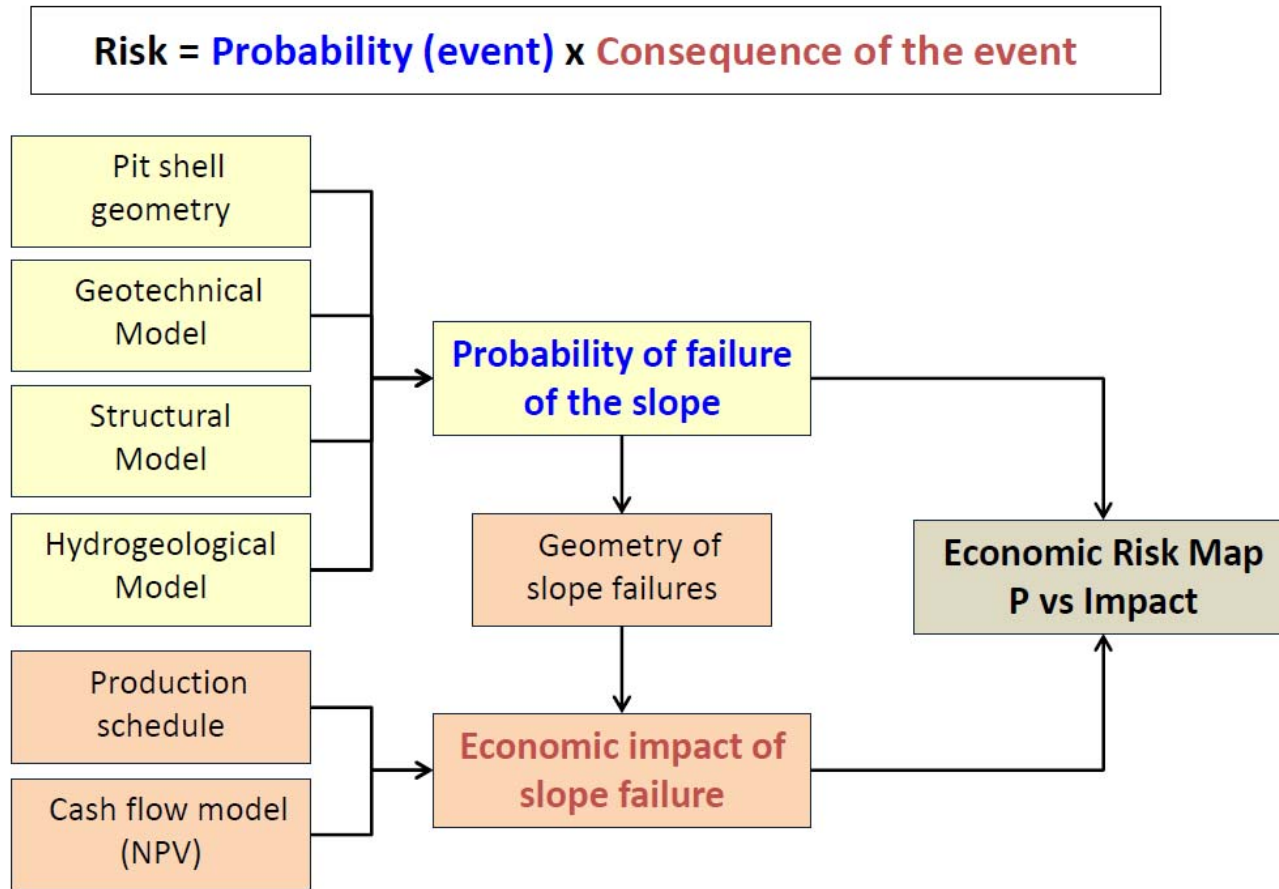 Risk = Probability (event) x Consequence of the event
Pit shell
geometry
Geotechnical
Model
Structural
Model
Hydrogeological
Model
Production
schedule
Cash flow model
(NPV)
Probability of failure
of the slope
Geometry of
slope failures
Economic impact of
slope failure
Economic Risk Map
P vs Impact